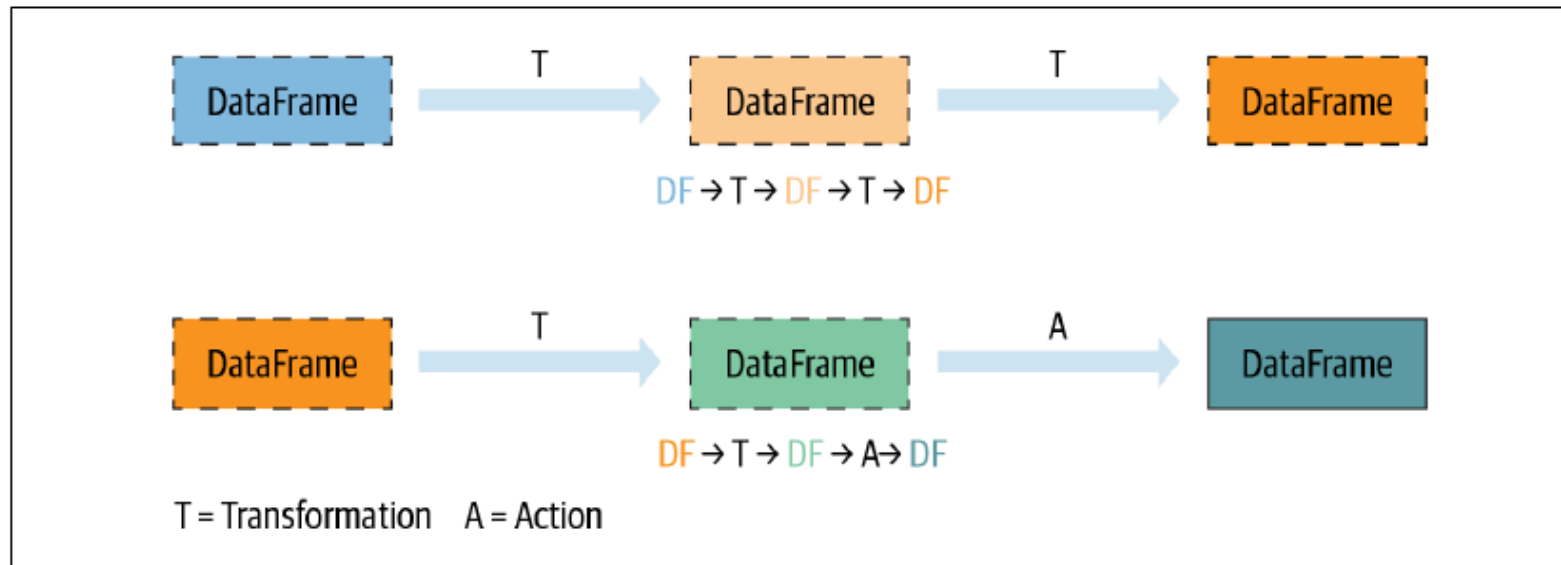 T T
DataFrame DataFrame DataFrame
DF → T → DF → T → DF
T A
DataFrame DataFrame DataFrame
DF → T → DF → A → DF
T = Transformation A = Action